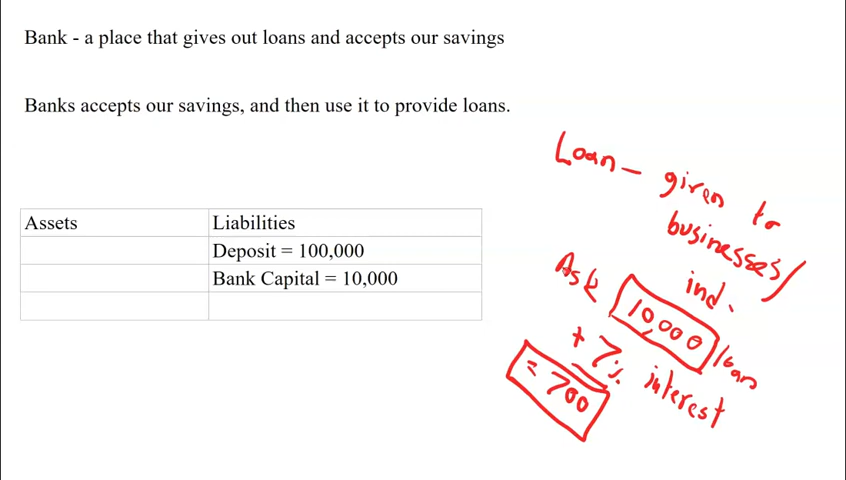 Bank - a place that gives out loans and accepts our savings
Banks accepts our savings, and then use it to provide loans.
Assets Liabilities
Deposit = 100,000
Bank Capital = 10,000
Loan - given to
businesses/
ind.
Ask 10,000 loan
+ 7% interest
= 700